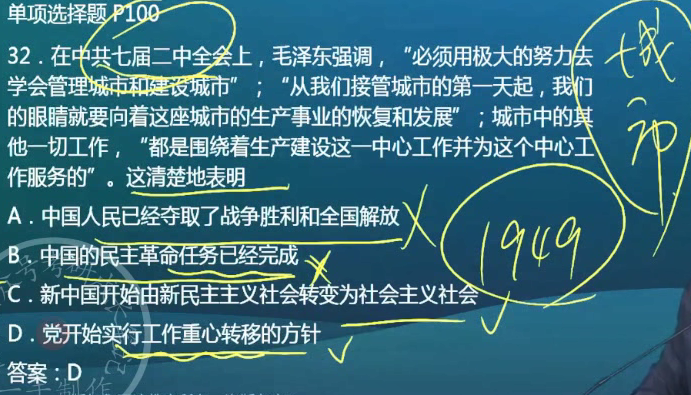 单项选择题 P100
32．在中共七届二中全会上，毛泽东强调，“必须用极大的努力去
学会管理城市和建设城市”；“从我们接管城市的第一天起，我们
的眼睛就要向着这座城市的生产事业的恢复和发展”；城市中的其
他一切工作，“都是围绕着生产建设这一中心工作并为这个中心工
作服务的”。这清楚地表明
A．中国人民已经夺取了战争胜利和全国解放
B．中国的民主革命任务已经完成
C．新中国开始由新民主主义社会转变为社会主义社会
D．党开始实行工作重心转移的方针
答案：D
城
市
1949